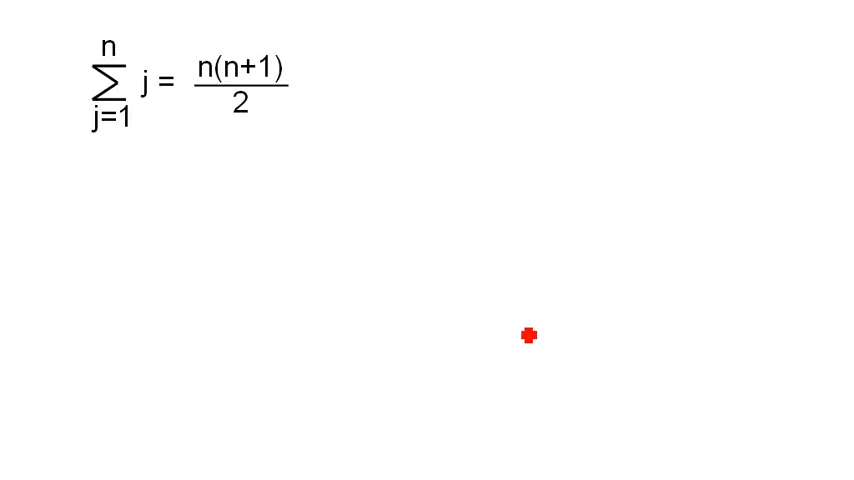 n
∑ j = n(n+1)
j=1 2